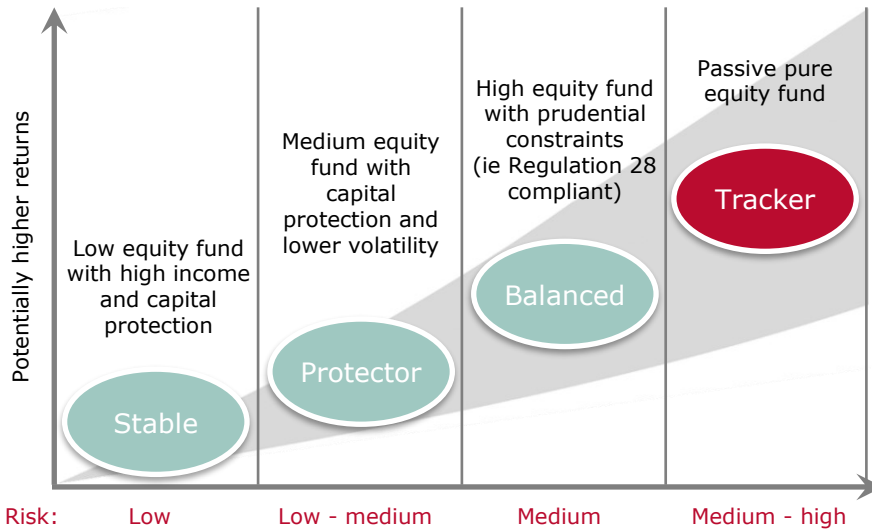 Potentially higher returns
Low equity fund
with high income
and capital
protection
Stable
Medium equity
fund with
capital
protection and
lower volatility
Protector
High equity fund
with prudential
constraints
(ie Regulation 28
compliant)
Balanced
Passive pure
equity fund
Tracker
Risk: Low Low - medium Medium Medium - high